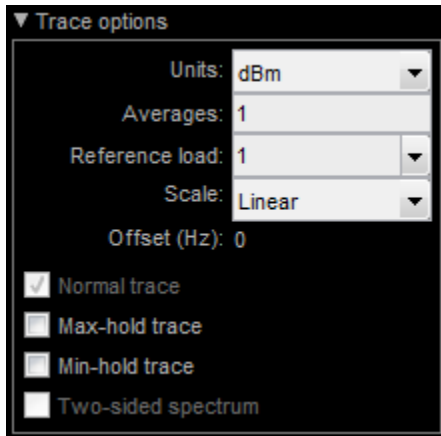 ▼ Trace options
Units: dBm
Averages: 1
Reference load: 1
Scale: Linear
Offset (Hz): 0
Normal trace
Max-hold trace
Min-hold trace
Two-sided spectrum